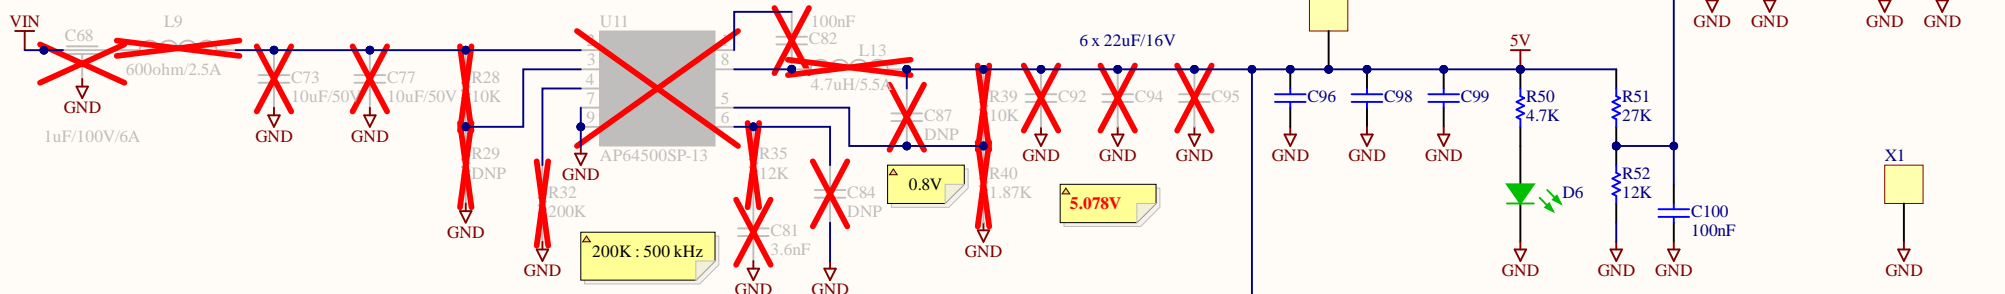 VIN
C68
L9
600ohm/2.5A
GND
1uF/100V/6A
C73
10uF/50V
GND
C77
10uF/50V
GND
R28
10K
R29
DNP
GND
R32
200K
GND
U11
3
4
7
9
8
5
6
AP64500SP-13
GND
200K : 500 kHz
100nF
C82
L13
4.7uH/5.5A
R35
12K
C81
3.6nF
GND
C84
DNP
GND
C87
DNP
0.8V
R39
10K
R40
1.87K
GND
5.078V
6 x 22uF/16V
C92
GND
C94
GND
C95
GND
C96
GND
C98
GND
C99
GND
5V
R50
4.7K
D6
GND
R51
27K
R52
12K
GND
C100
100nF
GND
GND
GND
GND
GND
X1
GND